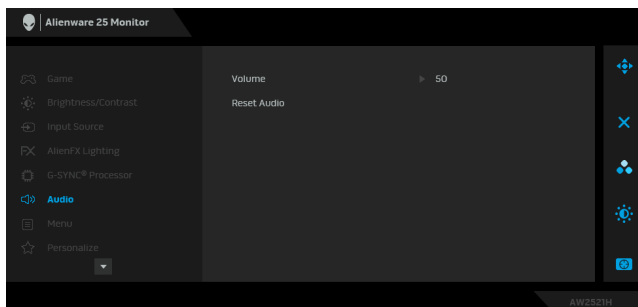 Alienware 25 Monitor
Game
Brightness/Contrast
Input Source
FX AlienFX Lighting
G-SYNC® Processor
Audio
Menu
Personalize
Volume 50
Reset Audio
AW2521H